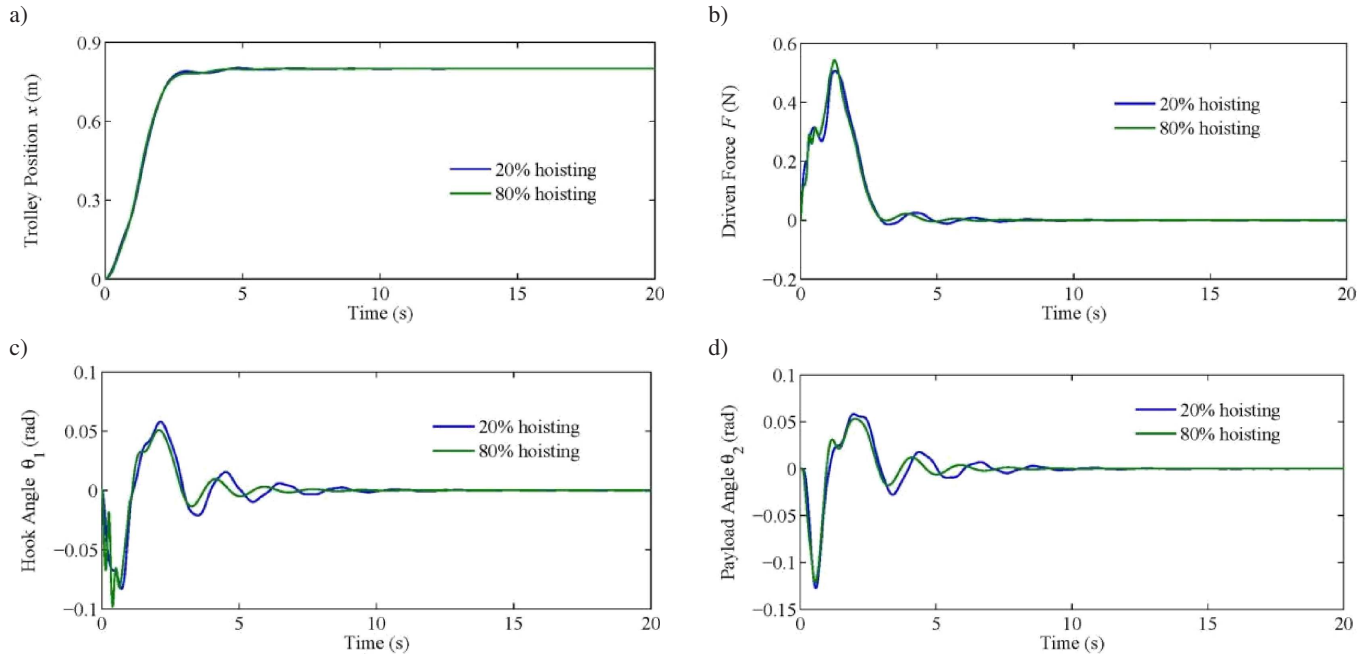 a)
0.9
0.6
0.3
0
Trolley Position x (m)
20% hoisting
80% hoisting
0 5 10 15 20
Time (s)
b)
0.6
0.4
0.2
0
−0.2
Driven Force F (N)
20% hoisting
80% hoisting
0 5 10 15 20
Time (s)
c)
0.1
0.05
0
−0.05
−0.1
Hook Angle θ1 (rad)
20% hoisting
80% hoisting
0 5 10 15 20
Time (s)
d)
0.1
0.05
0
−0.05
−0.1
−0.15
Payload Angle θ2 (rad)
20% hoisting
80% hoisting
0 5 10 15 20
Time (s)